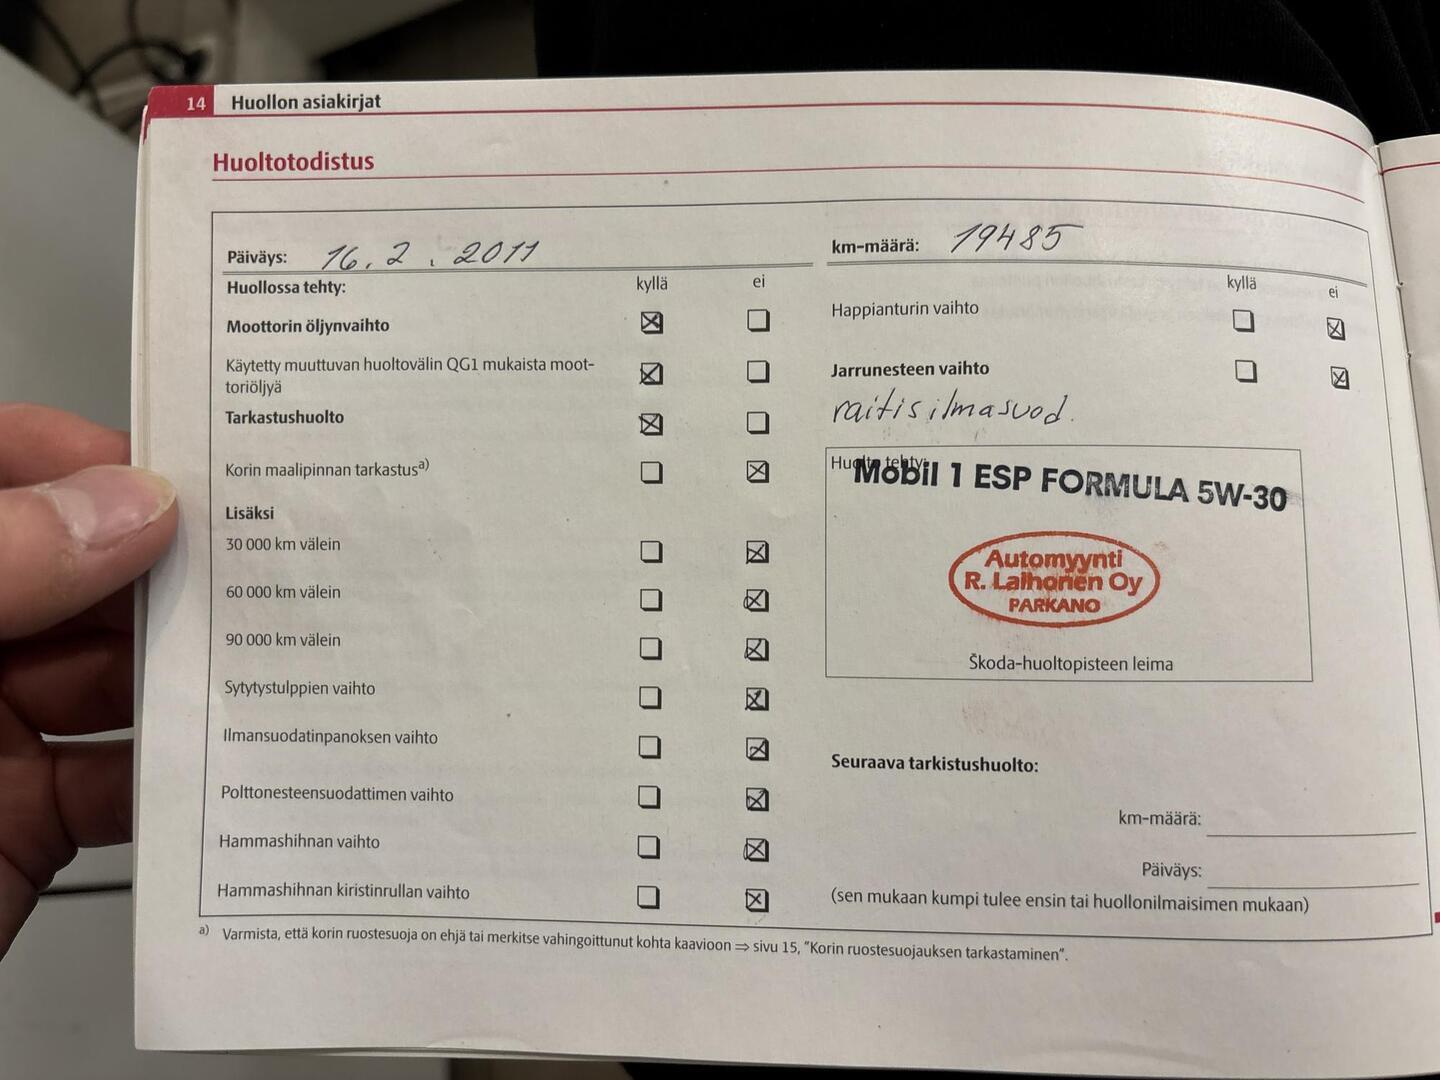 14 Huollon asiakirjat
Huoltotodistus
Päiväys: 16.2.2011
km-määrä: 19485
Huollossa tehty: kyllä ei
Moottorin öljynvaihto
Käytetty muuttuvan huoltovälin QG1 mukaista moot-
toriöljyä
Tarkastushuolto
Korin maalipinnan tarkastus a)
Lisäksi
30 000 km välein
60 000 km välein
90 000 km välein
Sytytystulppien vaihto
Ilmansuodatinpanoksen vaihto
Polttonesteensuodattimen vaihto
Hammashihnan vaihto
Hammashihnan kiristinrullan vaihto
kyllä ei
Happianturin vaihto
Jarrunesteen vaihto
raitisilmasuod.
Huolto tehty:
Mobil 1 ESP FORMULA 5W-30
Automyynti
R. Laihonen Oy
PARKANO
Škoda-huoltopisteen leima
Seuraava tarkistushuolto:
km-määrä:
Päiväys:
(sen mukaan kumpi tulee ensin tai huollonilmaisimen mukaan)
a) Varmista, että korin ruostesuoja on ehjä tai merkitse vahingoittunut kohta kaavioon ⇒ sivu 15, "Korin ruostesuojauksen tarkastaminen".